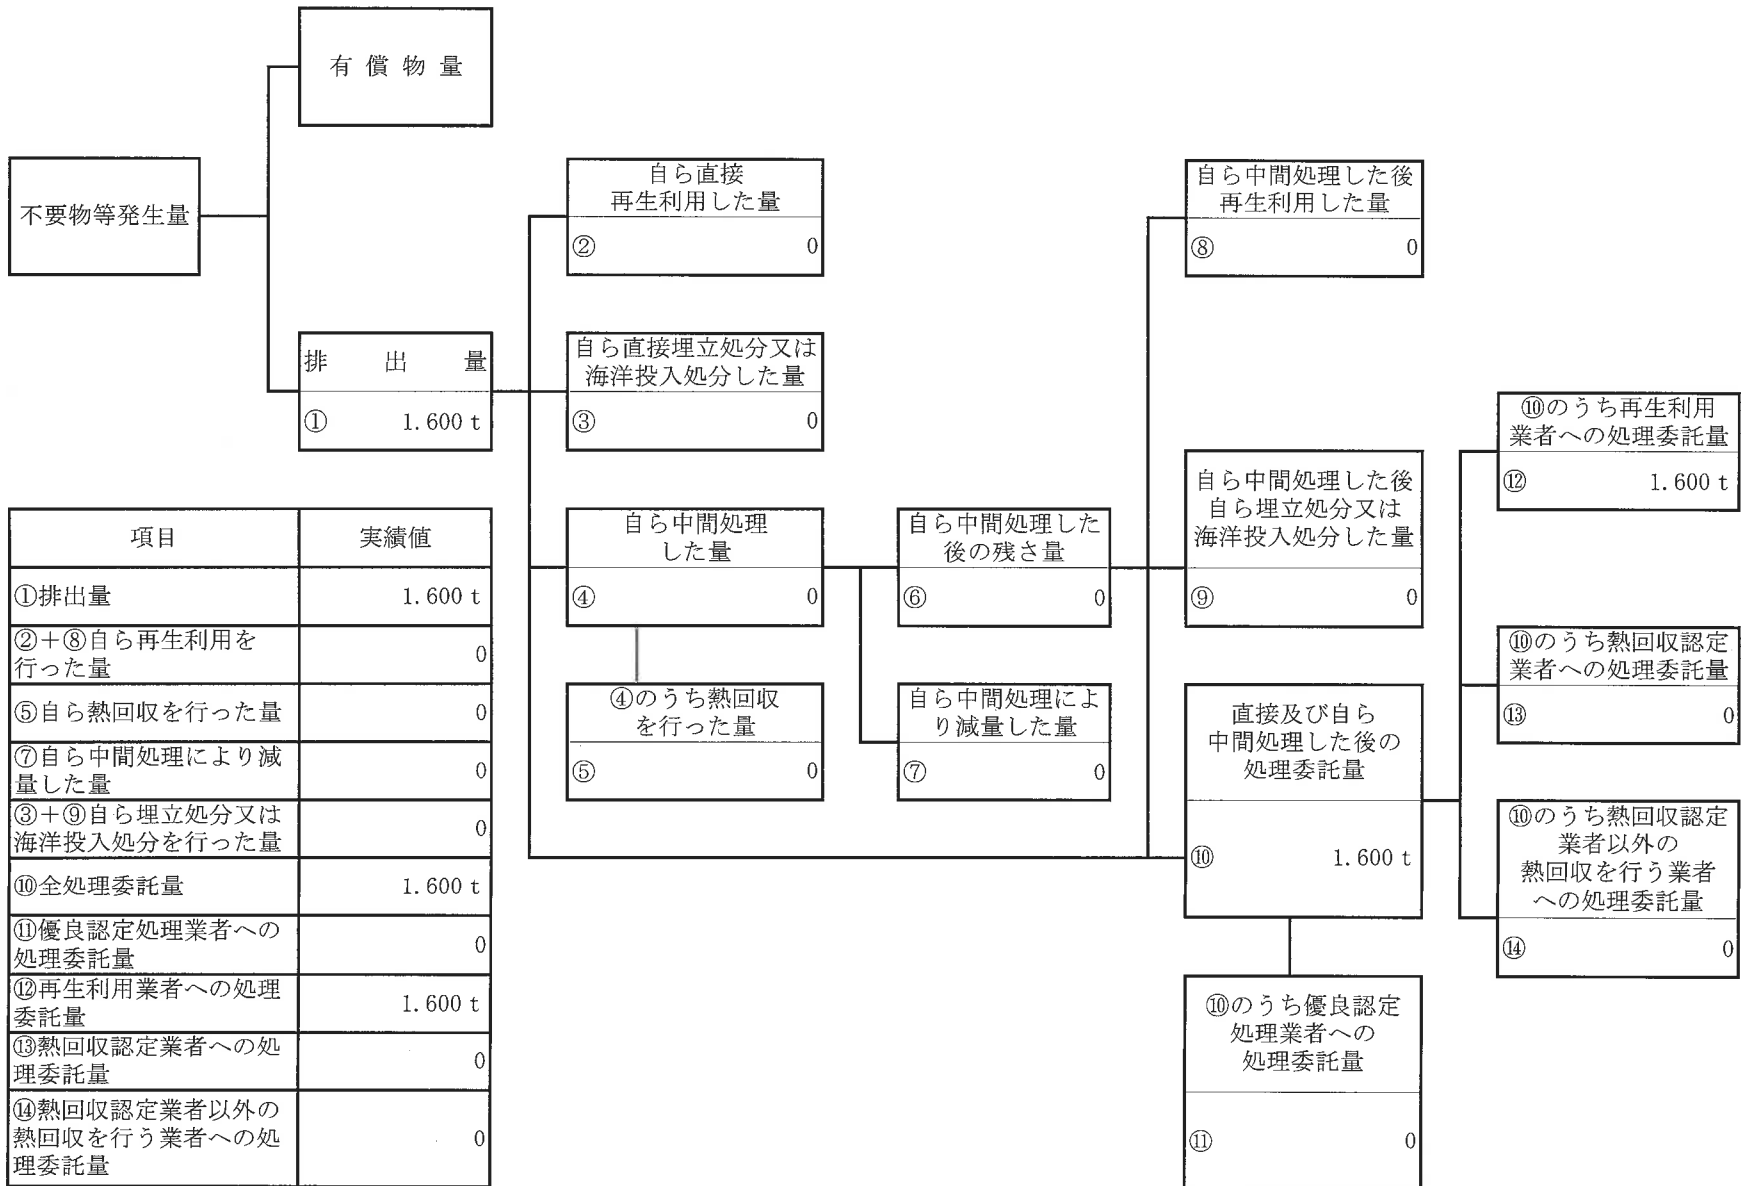 有償物量
不要物等発生量
排出量
① 1.600 t
自ら直接
再生利用した量
② 0
自ら直接埋立処分又は
海洋投入処分した量
③ 0
自ら中間処理
した量
④ 0
④のうち熱回収
を行った量
⑤ 0
自ら中間処理した
後の残さ量
⑥ 0
自ら中間処理によ
り減量した量
⑦ 0
自ら中間処理した後
再生利用した量
⑧ 0
自ら中間処理した後
自ら埋立処分又は
海洋投入処分した量
⑨ 0
直接及び自ら
中間処理した後の
処理委託量
⑩ 1.600 t
⑩のうち優良認定
処理業者への
処理委託量
⑪ 0
⑩のうち再生利用
業者への処理委託量
⑫ 1.600 t
⑩のうち熱回収認定
業者への処理委託量
⑬ 0
⑩のうち熱回収認定
業者以外の
熱回収を行う業者
への処理委託量
⑭ 0
項目 実績値
①排出量 1.600 t
②+⑧自ら再生利用を
行った量 0
⑤自ら熱回収を行った量 0
⑦自ら中間処理により減
量した量 0
③+⑨自ら埋立処分又は
海洋投入処分を行った量 0
⑩全処理委託量 1.600 t
⑪優良認定処理業者への
処理委託量 0
⑫再生利用業者への処理
委託量 1.600 t
⑬熱回収認定業者への処
理委託量 0
⑭熱回収認定業者以外の
熱回収を行う業者への処
理委託量 0